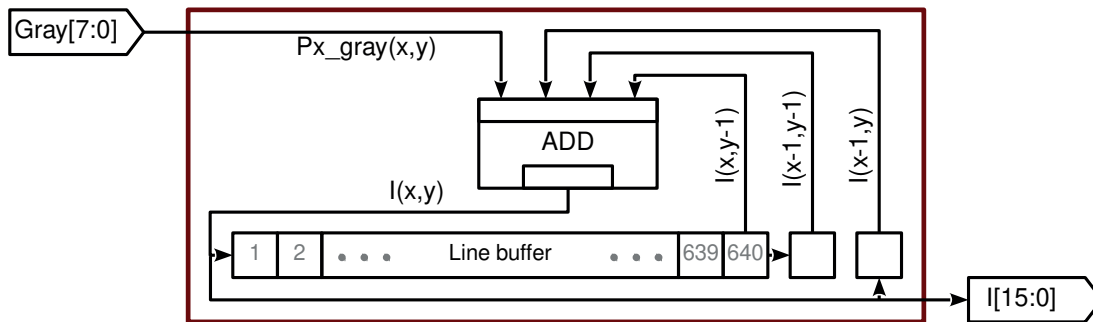 Gray[7:0]
Px_gray(x,y)
ADD
I(x,y-1)
I(x-1,y-1)
I(x-1,y)
I(x,y)
1 2 • • • Line buffer • • • 639 640
I[15:0]